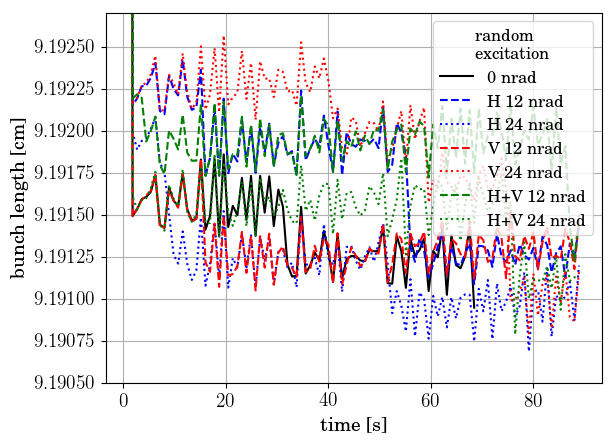 random
excitation
0 nrad
H 12 nrad
H 24 nrad
V 12 nrad
V 24 nrad
H+V 12 nrad
H+V 24 nrad
bunch length [cm]
9.19250
9.19225
9.19200
9.19175
9.19150
9.19125
9.19100
9.19075
9.19050
0 20 40 60 80
time [s]